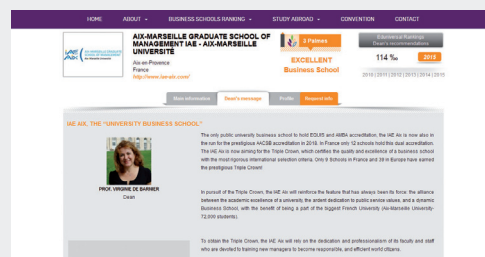 HOME ABOUT BUSINESS SCHOOLS RANKING STUDY ABROAD CONVENTION CONTACT
AIX-MARSEILLE GRADUATE SCHOOL OF
MANAGEMENT IAE - AIX-MARSEILLE
UNIVERSITÉ
Aix-en-Provence
France
http://www.iae-aix.com/
3 Palmes
EXCELLENT
Business School
Eduniversal Rankings
Dean's recommendations
114 ‰ 2015
2010 | 2011 | 2012 | 2013 | 2014 | 2015
Main information Dean's message Profile Request info
IAE AIX, THE "UNIVERSITY BUSINESS SCHOOL"
The only public university business school to hold EQUIS and AMBA accreditation, the IAE Aix is now also in
the run for the prestigious AACSB accreditation in 2016. In France only 12 schools hold this dual accreditation.
The IAE Aix is now aiming for the Triple Crown, which certifies the quality and excellence of a business school
with the most rigorous international selection criteria. Only 9 Schools in France and 39 in Europe have earned
the prestigious Triple Crown!
PROF. VIRGINIE DE BARNIER
Dean
In pursuit of the Triple Crown, the IAE Aix will reinforce the feature that has always been its force: the alliance
between the academic excellence of a university, the ardent dedication to public service values, and a dynamic
Business School, with the benefit of being a part of the biggest French University (Aix-Marseille University-
72,000 students).
To obtain the Triple Crown, the IAE Aix will rely on the dedication and professionalism of its faculty and staff
who are devoted to training new managers to become responsible, and efficient world citizens.